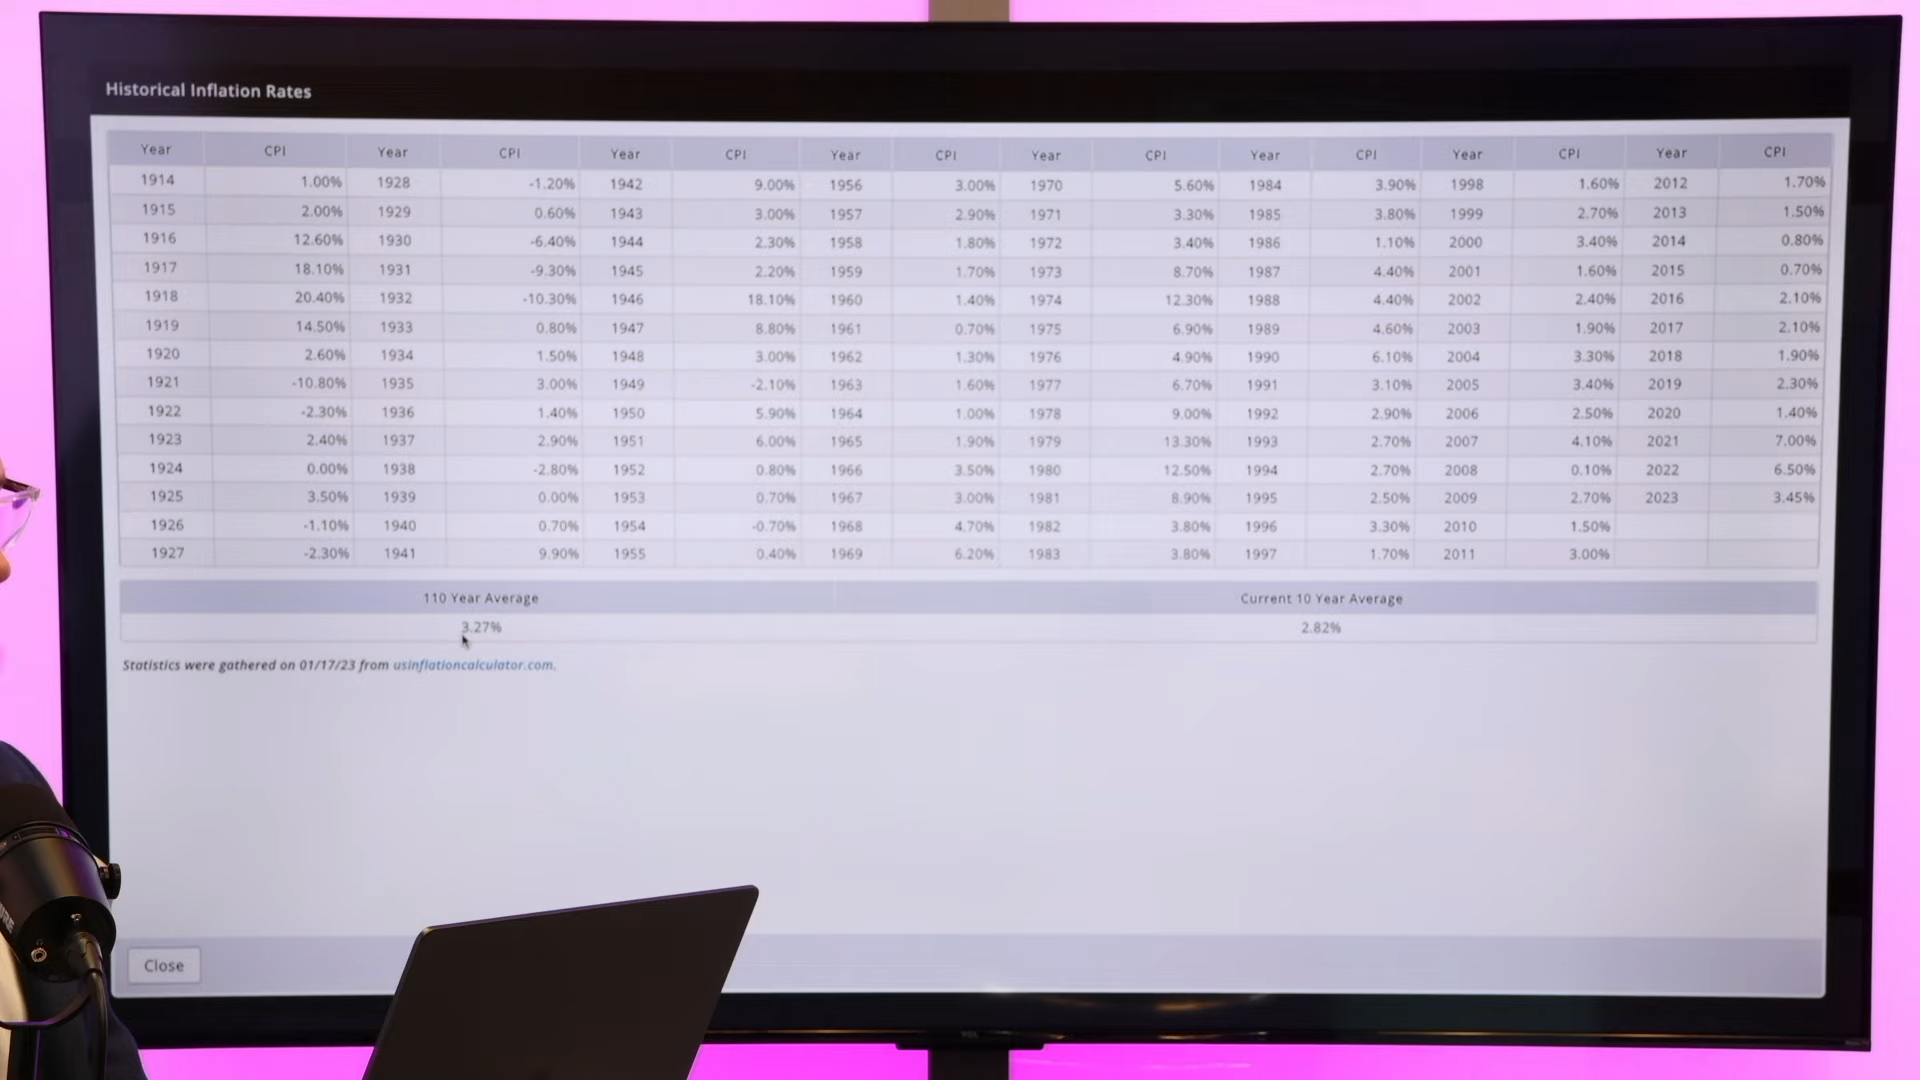 Historical Inflation Rates
Year CPI Year CPI Year CPI Year CPI Year CPI Year CPI Year CPI Year CPI
1914 1.00% 1928 -1.20% 1942 9.00% 1956 3.00% 1970 5.60% 1984 3.90% 1998 1.60% 2012 1.70%
1915 2.00% 1929 0.60% 1943 3.00% 1957 2.90% 1971 3.30% 1985 3.80% 1999 2.70% 2013 1.50%
1916 12.60% 1930 -6.40% 1944 2.30% 1958 1.80% 1972 3.40% 1986 1.10% 2000 3.40% 2014 0.80%
1917 18.10% 1931 -9.30% 1945 2.20% 1959 1.70% 1973 8.70% 1987 4.40% 2001 1.60% 2015 0.70%
1918 20.40% 1932 -10.30% 1946 18.10% 1960 1.40% 1974 12.30% 1988 4.40% 2002 2.40% 2016 2.10%
1919 14.50% 1933 0.80% 1947 8.80% 1961 0.70% 1975 6.90% 1989 4.60% 2003 1.90% 2017 2.10%
1920 2.60% 1934 1.50% 1948 3.00% 1962 1.30% 1976 4.90% 1990 6.10% 2004 3.30% 2018 1.90%
1921 -10.80% 1935 3.00% 1949 -2.10% 1963 1.60% 1977 6.70% 1991 3.10% 2005 3.40% 2019 2.30%
1922 -2.30% 1936 1.40% 1950 5.90% 1964 1.00% 1978 9.00% 1992 2.90% 2006 2.50% 2020 1.40%
1923 2.40% 1937 2.90% 1951 6.00% 1965 1.90% 1979 13.30% 1993 2.70% 2007 4.10% 2021 7.00%
1924 0.00% 1938 -2.80% 1952 0.80% 1966 3.50% 1980 12.50% 1994 2.70% 2008 0.10% 2022 6.50%
1925 3.50% 1939 0.00% 1953 0.70% 1967 3.00% 1981 8.90% 1995 2.50% 2009 2.70% 2023 3.45%
1926 -1.10% 1940 0.70% 1954 -0.70% 1968 4.70% 1982 3.80% 1996 3.30% 2010 1.50%
1927 -2.30% 1941 9.90% 1955 0.40% 1969 6.20% 1983 3.80% 1997 1.70% 2011 3.00%
110 Year Average Current 10 Year Average
3.27% 2.82%
Statistics were gathered on 01/17/23 from usinflationcalculator.com.
Close